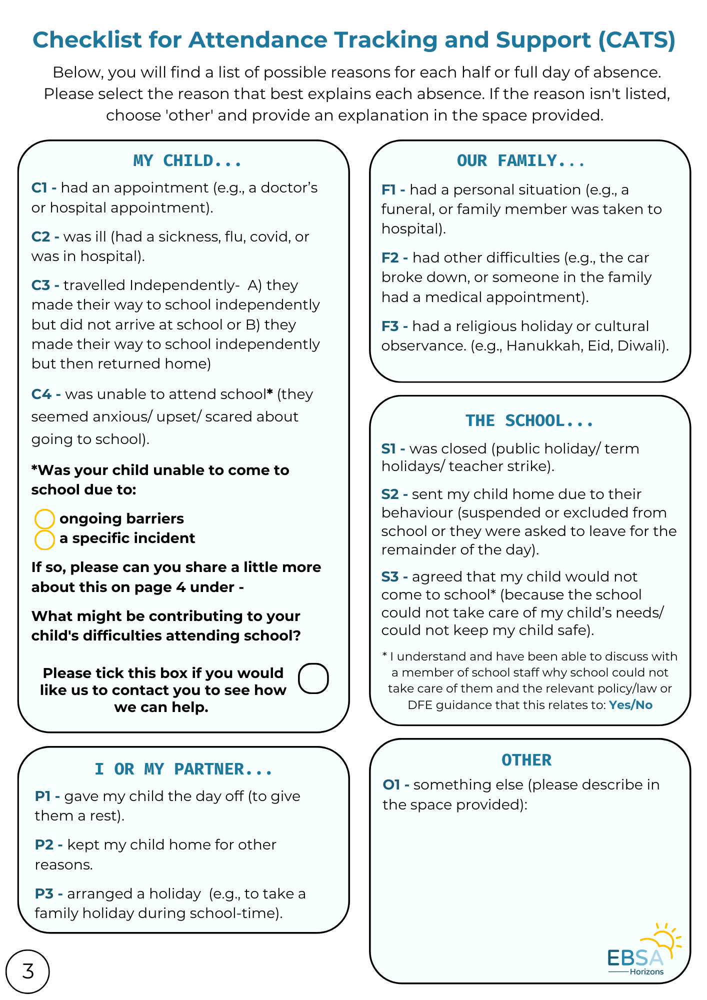 Checklist for Attendance Tracking and Support (CATS)
Below, you will find a list of possible reasons for each half or full day of absence.
Please select the reason that best explains each absence. If the reason isn't listed,
choose 'other' and provide an explanation in the space provided.
MY CHILD...
C1 - had an appointment (e.g., a doctor’s
or hospital appointment).
C2 - was ill (had a sickness, flu, covid, or
was in hospital).
C3 - travelled Independently-  A) they
made their way to school independently
but did not arrive at school or B) they
made their way to school independently
but then returned home)
C4 - was unable to attend school* (they
seemed anxious/ upset/ scared about
going to school).
*Was your child unable to come to
school due to:
ongoing barriers
a specific incident
If so, please can you share a little more
about this on page 4 under -
What might be contributing to your
child's difficulties attending school?
Please tick this box if you would
like us to contact you to see how
we can help.
I OR MY PARTNER...
P1 - gave my child the day off (to give
them a rest).
P2 - kept my child home for other
reasons.
P3 - arranged a holiday  (e.g., to take a
family holiday during school-time).
OUR FAMILY...
F1 - had a personal situation (e.g., a
funeral, or family member was taken to
hospital).
F2 - had other difficulties (e.g., the car
broke down, or someone in the family
had a medical appointment).
F3 - had a religious holiday or cultural
observance. (e.g., Hanukkah, Eid, Diwali).
THE SCHOOL...
S1 - was closed (public holiday/ term
holidays/ teacher strike).
S2 - sent my child home due to their
behaviour (suspended or excluded from
school or they were asked to leave for the
remainder of the day).
S3 - agreed that my child would not
come to school* (because the school
could not take care of my child’s needs/
could not keep my child safe).
* I understand and have been able to discuss with
a member of school staff why school could not
take care of them and the relevant policy/law or
DFE guidance that this relates to: Yes/No
OTHER
O1 - something else (please describe in
the space provided):
EBSA
Horizons
3